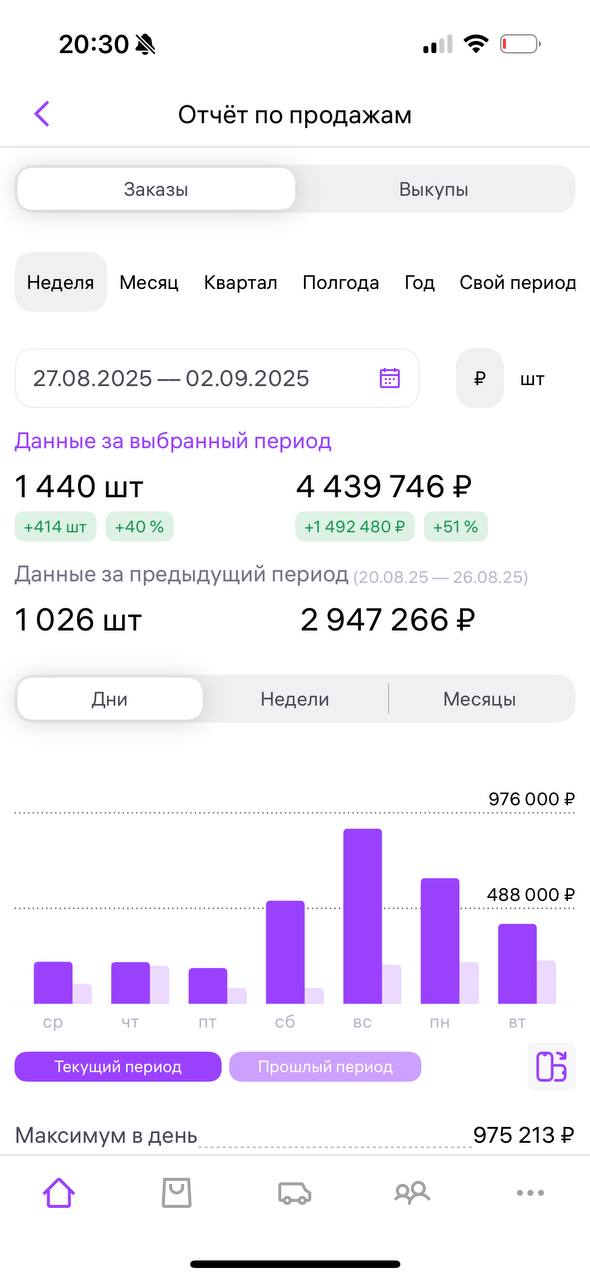 20:30
Отчёт по продажам
Заказы Выкупы
Неделя Месяц Квартал Полгода Год Свой период
27.08.2025 — 02.09.2025 ₽ шт
Данные за выбранный период
1 440 шт 4 439 746 ₽
+414 шт +40 % +1 492 480 ₽ +51 %
Данные за предыдущий период (20.08.25 — 26.08.25)
1 026 шт 2 947 266 ₽
Дни Недели Месяцы
976 000 ₽
488 000 ₽
ср чт пт сб вс пн вт
Текущий период Прошлый период
Максимум в день 975 213 ₽